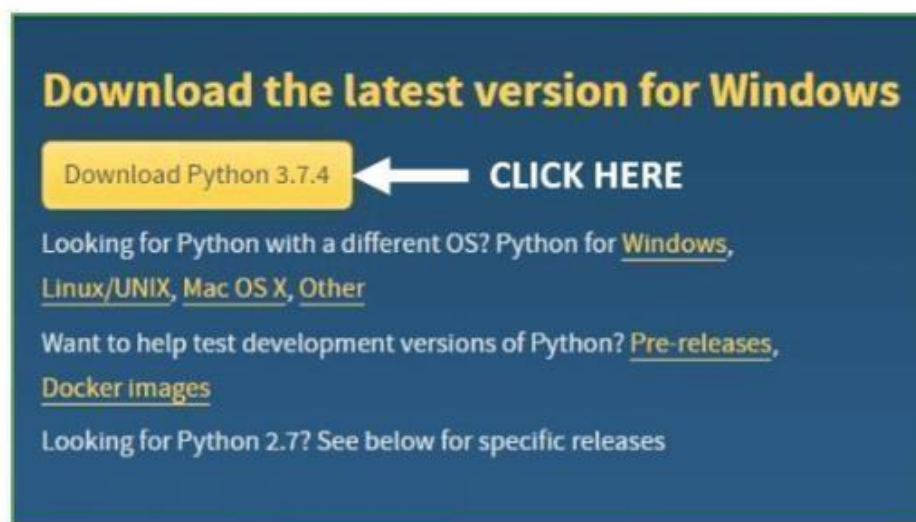 Download the latest version for Windows
Download Python 3.7.4 CLICK HERE
Looking for Python with a different OS? Python for Windows,
Linux/UNIX, Mac OS X, Other
Want to help test development versions of Python? Pre-releases,
Docker images
Looking for Python 2.7? See below for specific releases